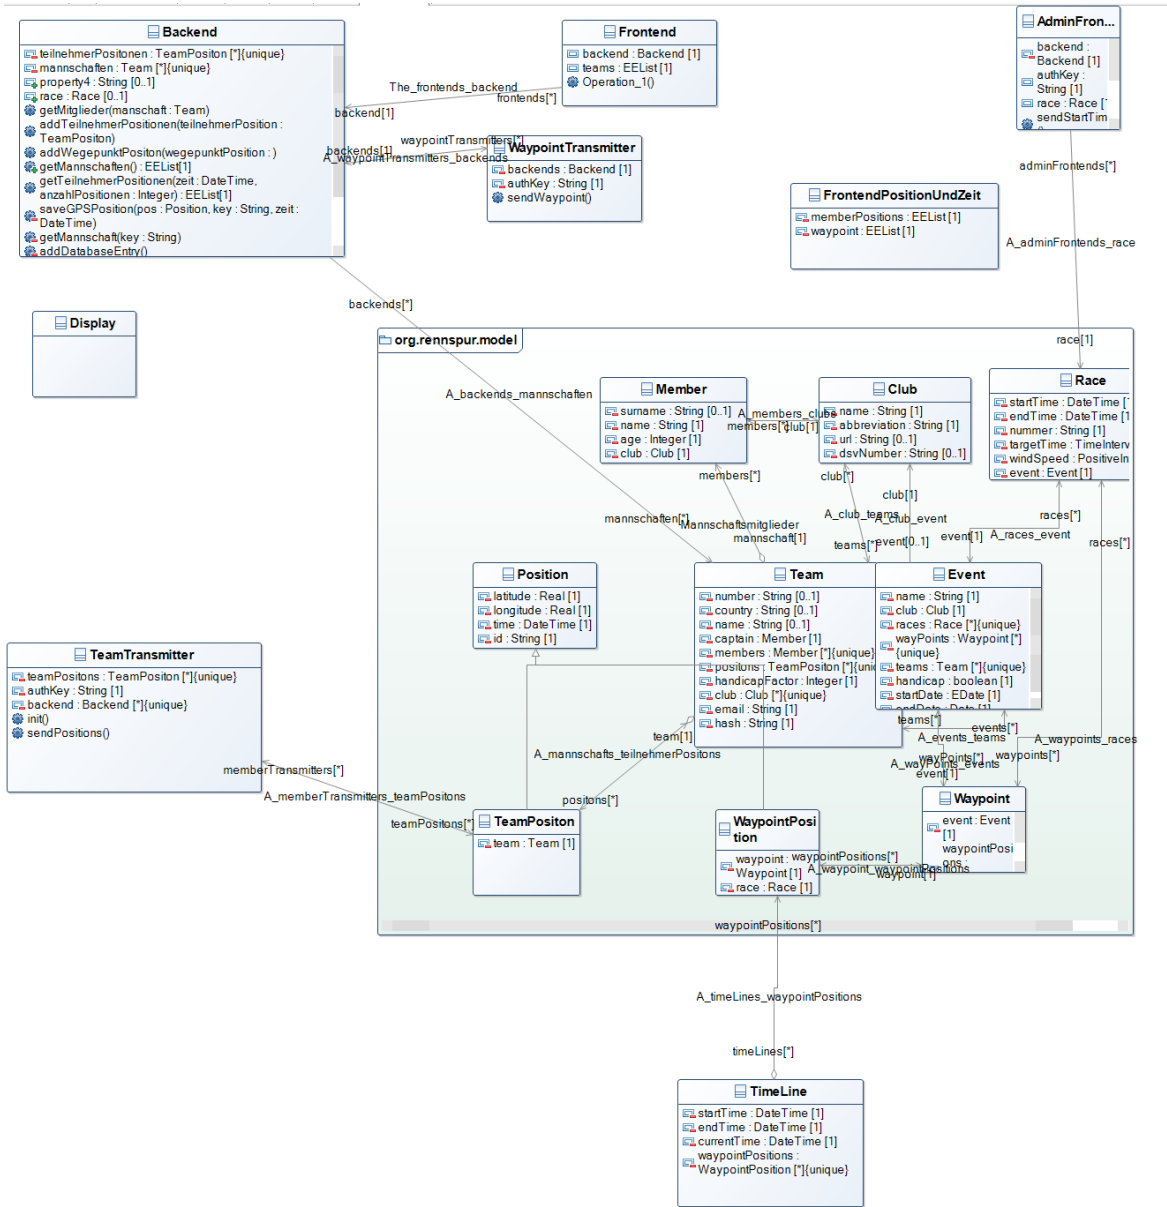 Backend
teilnehmerPositonen : TeamPositon [*]{unique}
mannschaften : Team [*]{unique}
property4 : String [0..1]
race : Race [0..1]
getMitglieder(manschaft : Team)
addTeilnehmerPositionen(teilnehmerPosition :
TeamPositon)
addWegepunktPositon(wegepunktPosition : )
getMannschaften() : EEList[1]
getTeilnehmerPositionen(zeit : DateTime,
anzahlPositionen : Integer) : EEList[1]
saveGPSPosition(pos : Position, key : String, zeit :
DateTime)
getMannschaft(key : String)
addDatabaseEntry()
Frontend
backend : Backend [1]
teams : EEList [1]
Operation_1()
AdminFron...
backend :
Backend [1]
authKey :
String [1]
race : Race [
sendStartTim
The_frontends_backend
frontends[*]
backend[1]
waypointTransmitters[*]
backends[1]
A_waypointTransmitters_backends
WaypointTransmitter
backends : Backend [1]
authKey : String [1]
sendWaypoint()
adminFrontends[*]
FrontendPositionUndZeit
memberPositions : EEList [1]
waypoint : EEList [1]
A_adminFrontends_race
backends[*]
Display
org.rennspur.model
race[1]
Member
surname : String [0..1]
name : String [1]
age : Integer [1]
club : Club [1]
A_members_clubs
members[*]
club[1]
Club
name : String [1]
abbreviation : String [1]
url : String [0..1]
dsvNumber : String [0..1]
Race
startTime : DateTime [
endTime : DateTime [1
nummer : String [1]
targetTime : TimeInterv
windSpeed : PositiveIn
event : Event [1]
A_backends_mannschaften
members[*]
club[*]
club[1]
mannschaften[*]
Mannschaftsmitglieder
mannschaft[1]
A_club_teams
A_club_event
teams[*]
event[0..1]
event[1]
A_races_event
races[*]
races[*]
Position
latitude : Real [1]
longitude : Real [1]
time : DateTime [1]
id : String [1]
Team
number : String [0..1]
country : String [0..1]
name : String [0..1]
captain : Member [1]
members : Member [*]{unique}
positons : TeamPositon [*]{unic
handicapFactor : Integer [1]
club : Club [*]{unique}
email : String [1]
hash : String [1]
Event
name : String [1]
club : Club [1]
races : Race [*]{unique}
wayPoints : Waypoint [*]
{unique}
teams : Team [*]{unique}
handicap : boolean [1]
startDate : EDate [1]
endDate : Date [1]
TeamTransmitter
teamPositons : TeamPositon [*]{unique}
authKey : String [1]
backend : Backend [*]{unique}
init()
sendPositions()
teams[*]
events[*]
A_events_teams
A_waypoints_races
team[1]
A_mannschafts_teilnehmerPositons
wayPoints[*]
waypoints[*]
A_wayPoints_events
event[1]
memberTransmitters[*]
A_memberTransmitters_teamPositons
teamPositons[*]
positons[*]
TeamPositon
team : Team [1]
WaypointPosi
tion
waypoint :
Waypoint [1]
race : Race [1]
waypointPositions[*]
A_waypoint_waypointPositions
waypoint[1]
Waypoint
event : Event
[1]
waypointPosi
ons :
waypointPositions[*]
A_timeLines_waypointPositions
timeLines[*]
TimeLine
startTime : DateTime [1]
endTime : DateTime [1]
currentTime : DateTime [1]
waypointPositions :
WaypointPosition [*]{unique}